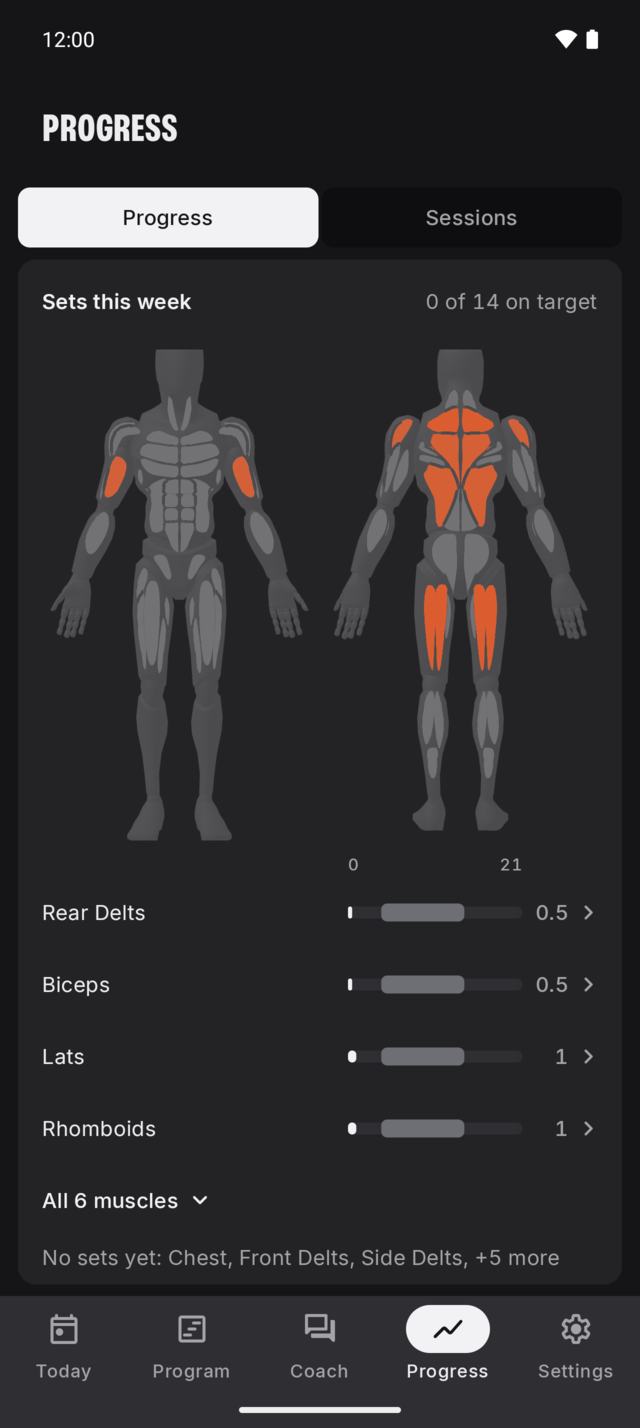 12:00
PROGRESS
Progress
Sessions
Sets this week
0 of 14 on target
0
21
Rear Delts
0.5
Biceps
0.5
Lats
1
Rhomboids
1
All 6 muscles
No sets yet: Chest, Front Delts, Side Delts, +5 more
Today
Program
Coach
Progress
Settings